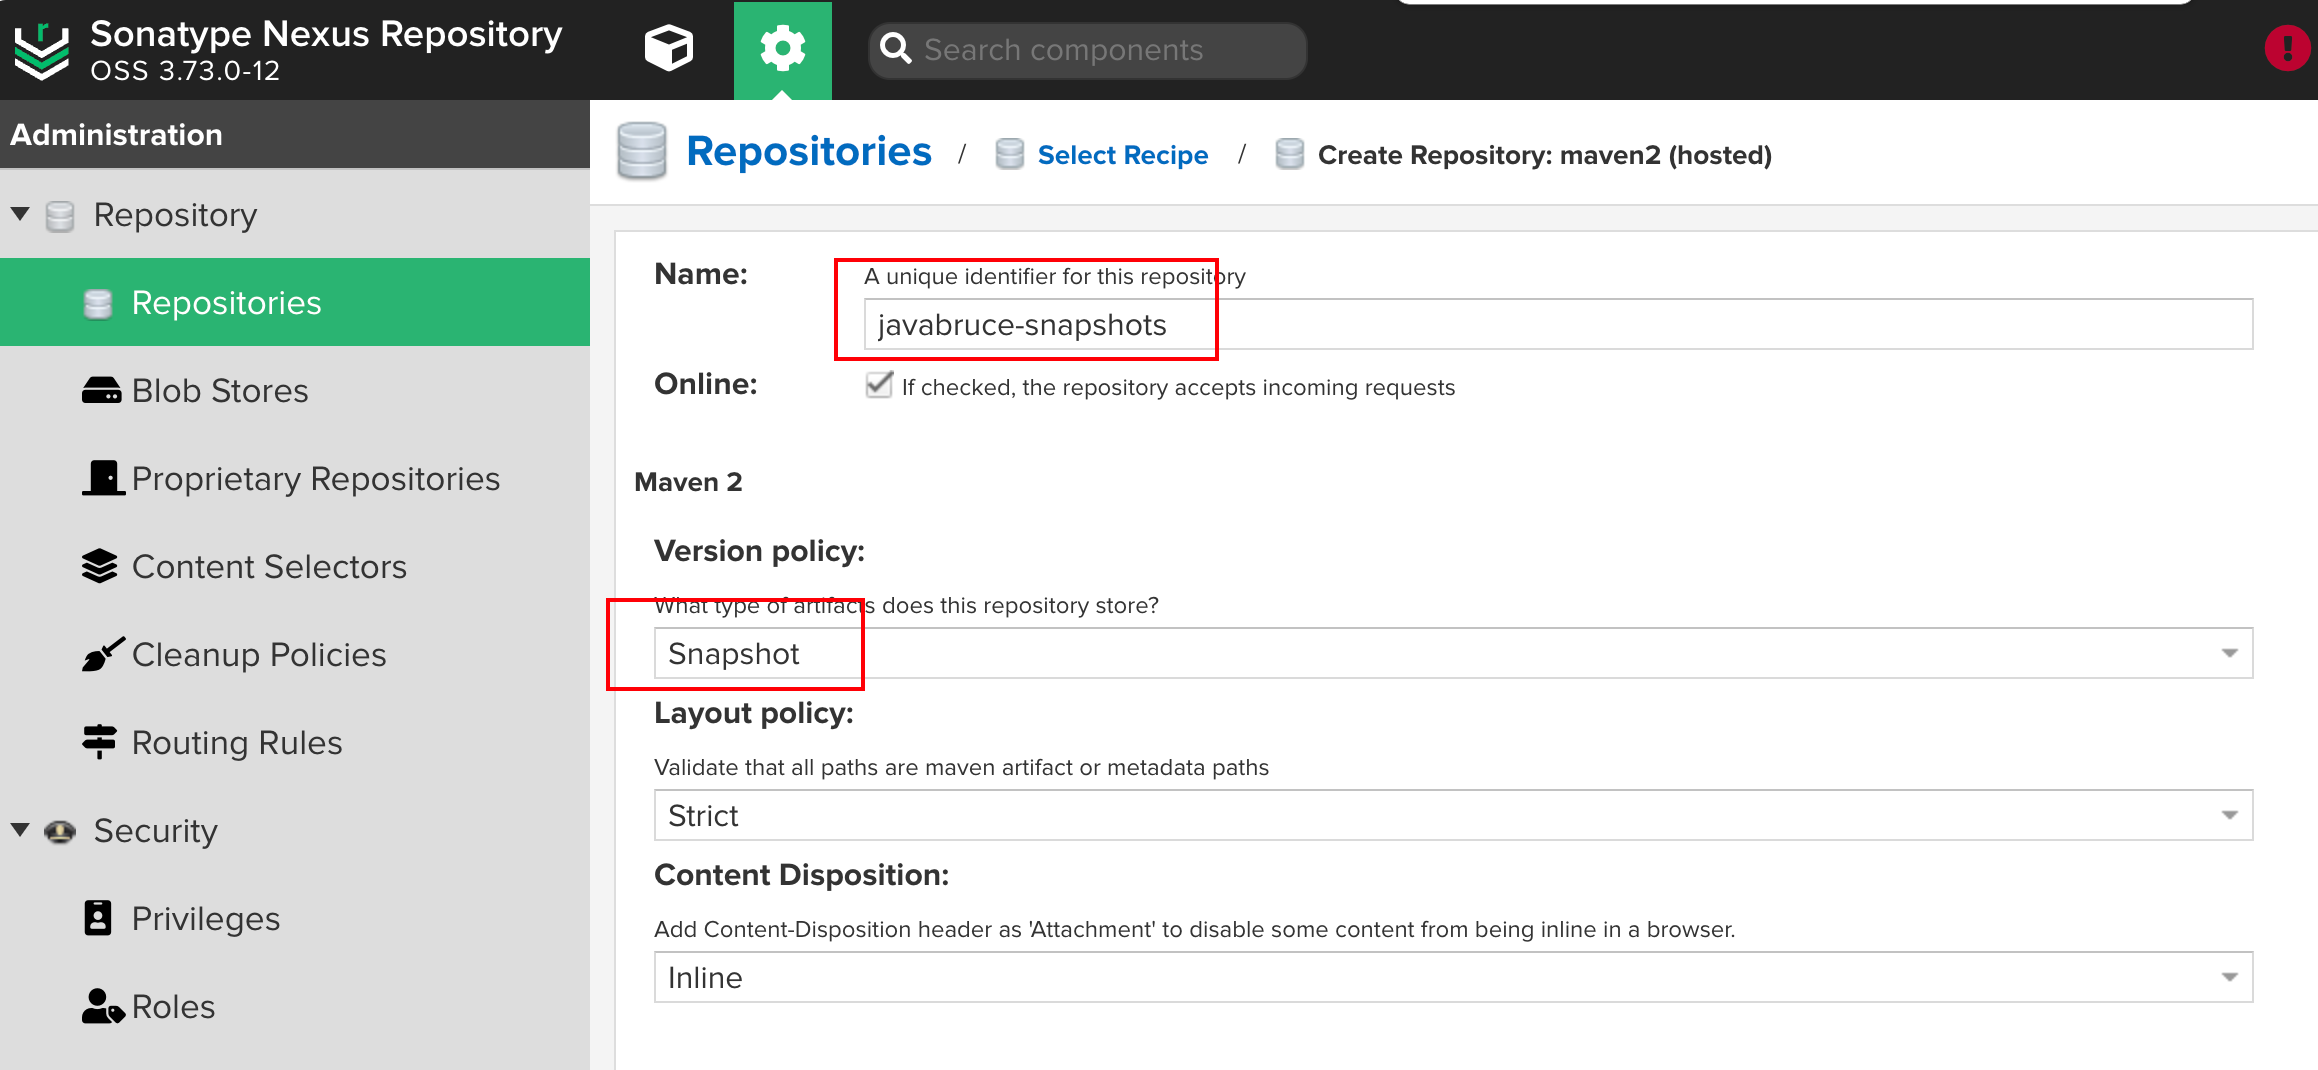 Sonatype Nexus Repository
OSS 3.73.0-12
Search components
Administration
Repository
Repositories
Blob Stores
Proprietary Repositories
Content Selectors
Cleanup Policies
Routing Rules
Security
Privileges
Roles
Repositories / Select Recipe / Create Repository: maven2 (hosted)
Name:
A unique identifier for this repository
javabruce-snapshots
Online:
If checked, the repository accepts incoming requests
Maven 2
Version policy:
What type of artifacts does this repository store?
Snapshot
Layout policy:
Validate that all paths are maven artifact or metadata paths
Strict
Content Disposition:
Add Content-Disposition header as 'Attachment' to disable some content from being inline in a browser.
Inline